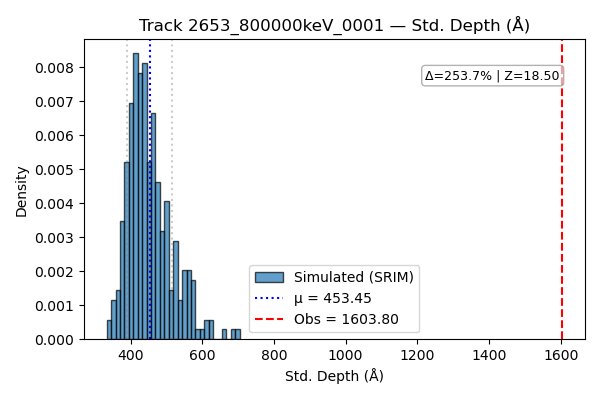 Track 2653_800000keV_0001 — Std. Depth (Å)
Δ=253.7% | Z=18.50
Density
0.008
0.007
0.006
0.005
0.004
0.003
0.002
0.001
0.000
Simulated (SRIM)
μ = 453.45
Obs = 1603.80
400 600 800 1000 1200 1400 1600
Std. Depth (Å)